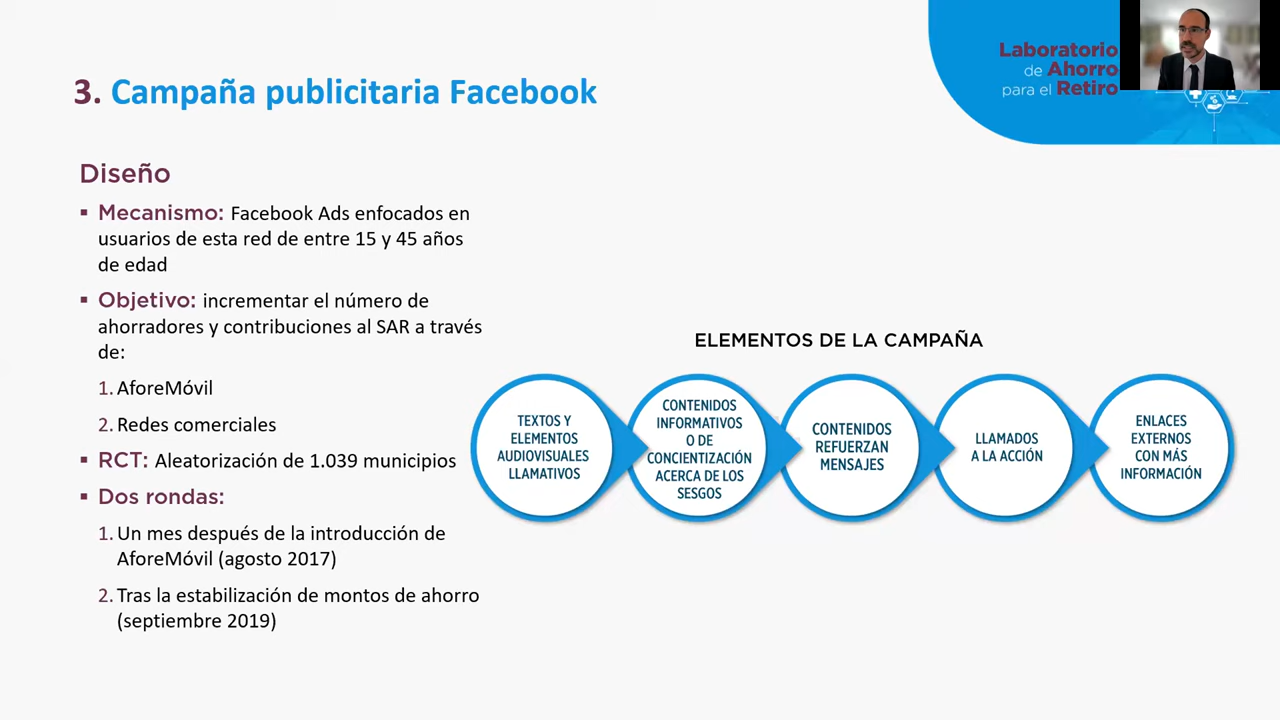 Laboratorio
de Ahorro
para el Retiro
3. Campaña publicitaria Facebook
Diseño
▪ Mecanismo: Facebook Ads enfocados en
usuarios de esta red de entre 15 y 45 años
de edad
▪ Objetivo: incrementar el número de
ahorradores y contribuciones al SAR a través
de:
1. AforeMóvil
2. Redes comerciales
▪ RCT: Aleatorización de 1.039 municipios
▪ Dos rondas:
1. Un mes después de la introducción de
AforeMóvil (agosto 2017)
2. Tras la estabilización de montos de ahorro
(septiembre 2019)
ELEMENTOS DE LA CAMPAÑA
TEXTOS Y
ELEMENTOS
AUDIOVISUALES
LLAMATIVOS
CONTENIDOS
INFORMATIVOS
O DE
CONCIENTIZACIÓN
ACERCA DE LOS
SESGOS
CONTENIDOS
REFUERZAN
MENSAJES
LLAMADOS
A LA ACCIÓN
ENLACES
EXTERNOS
CON MÁS
INFORMACIÓN